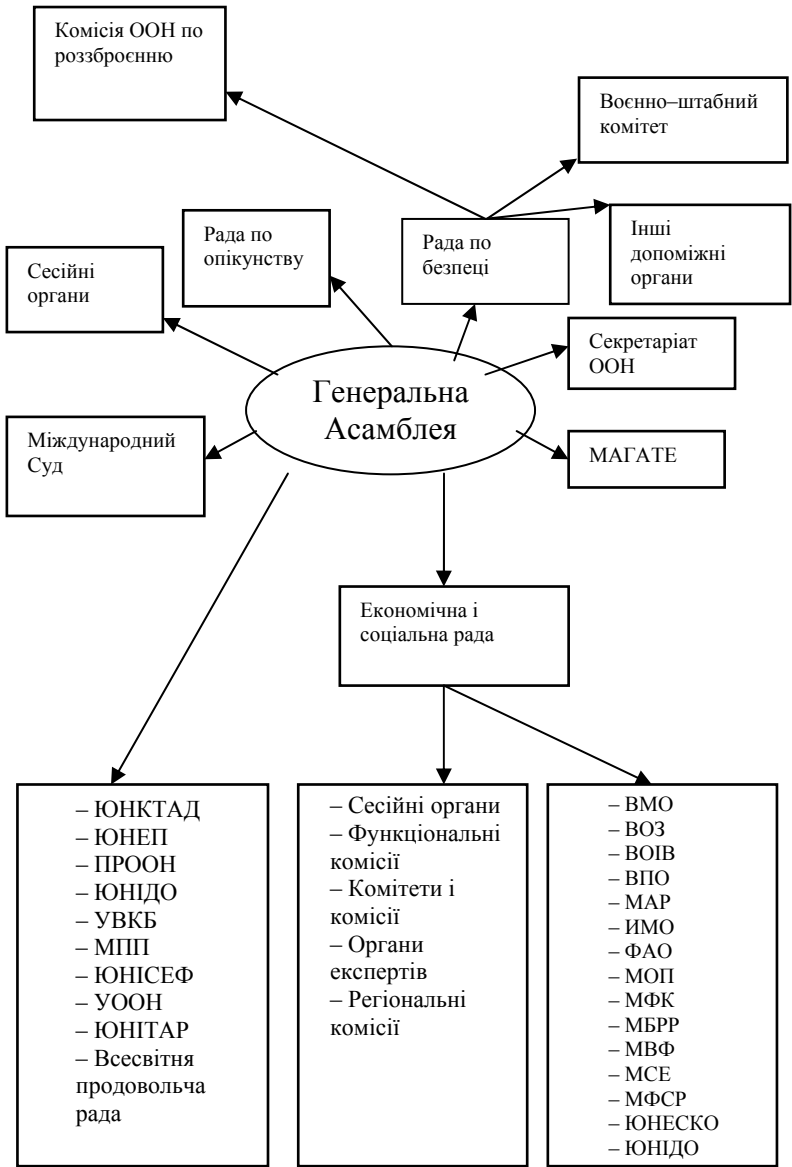 Комісія ООН по
роззброєнню
Воєнно–штабний
комітет
Рада по
опікунству
Рада по
безпеці
Інші
допоміжні
органи
Сесійні
органи
Секретаріат
ООН
Генеральна
Асамблея
Міждународний
Суд
МАГАТЕ
Економічна і
соціальна рада
– ЮНКТАД
– ЮНЕП
– ПРООН
– ЮНІДО
– УВКБ
– МПП
– ЮНІСЕФ
– УООН
– ЮНІТАР
– Всесвітня
продовольча
рада
– Сесійні органи
– Функціональні
комісії
– Комітети і
комісії
– Органи
експертів
– Регіональні
комісії
– ВМО
– ВОЗ
– ВОІВ
– ВПО
– МАР
– ИМО
– ФАО
– МОП
– МФК
– МБРР
– МВФ
– МСЕ
– МФСР
– ЮНЕСКО
– ЮНІДО